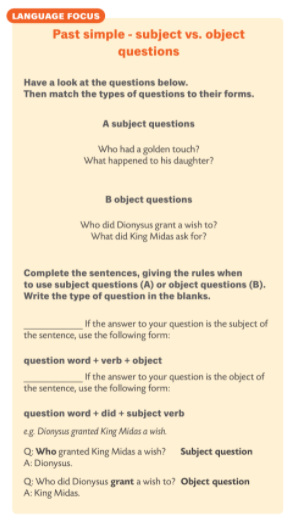 LANGUAGE FOCUS
Past simple - subject vs. object
questions
Have a look at the questions below.
Then match the types of questions to their forms.
A subject questions
Who had a golden touch?
What happened to his daughter?
B object questions
Who did Dionysus grant a wish to?
What did King Midas ask for?
Complete the sentences, giving the rules when
to use subject questions (A) or object questions (B).
Write the type of question in the blanks.
____________ If the answer to your question is the subject of
the sentence, use the following form:
question word + verb + object
____________ If the answer to your question is the object of
the sentence, use the following form:
question word + did + subject verb
e.g. Dionysus granted King Midas a wish.
Q: Who granted King Midas a wish? Subject question
A: Dionysus.
Q: Who did Dionysus grant a wish to? Object question
A: King Midas.